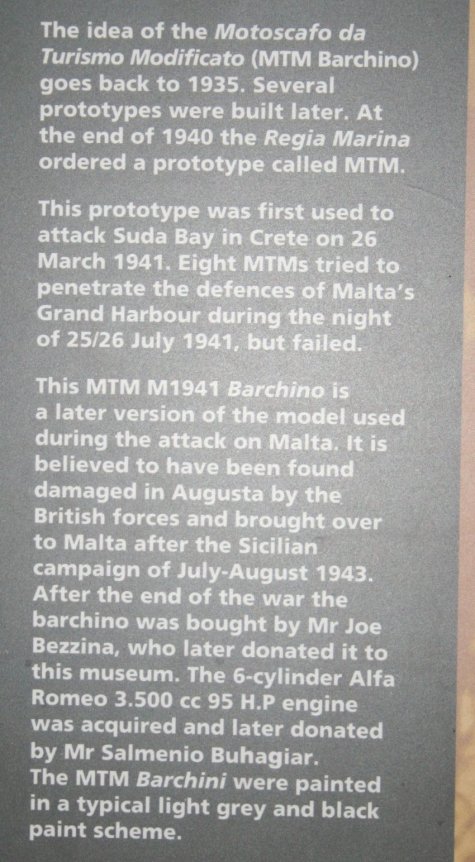 The idea of the Motoscafo da
Turismo Modificato (MTM Barchino)
goes back to 1935. Several
prototypes were built later. At
the end of 1940 the Regia Marina
ordered a prototype called MTM.
This prototype was first used to
attack Suda Bay in Crete on 26
March 1941. Eight MTMs tried to
penetrate the defences of Malta's
Grand Harbour during the night
of 25/26 July 1941, but failed.
This MTM M1941 Barchino is
a later version of the model used
during the attack on Malta. It is
believed to have been found
damaged in Augusta by the
British forces and brought over
to Malta after the Sicilian
campaign of July-August 1943.
After the end of the war the
barchino was bought by Mr Joe
Bezzina, who later donated it to
this museum. The 6-cylinder Alfa
Romeo 3.500 cc 95 H.P engine
was acquired and later donated
by Mr Salmenio Buhagiar.
The MTM Barchini were painted
in a typical light grey and black
paint scheme.